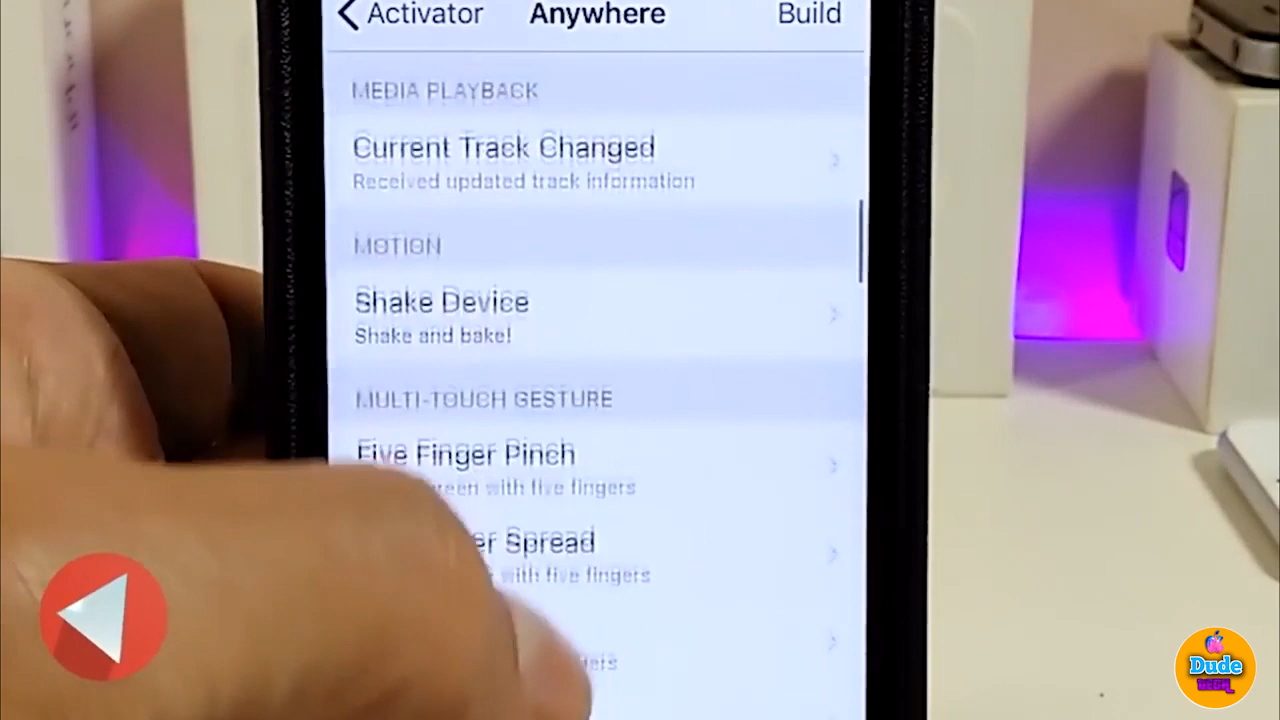 Activator Anywhere Build
MEDIA PLAYBACK
Current Track Changed
Received updated track information
MOTION
Shake Device
Shake and bake!
MULTI-TOUCH GESTURE
Five Finger Pinch
with five fingers
Spread
with five fingers
Dude
TECH